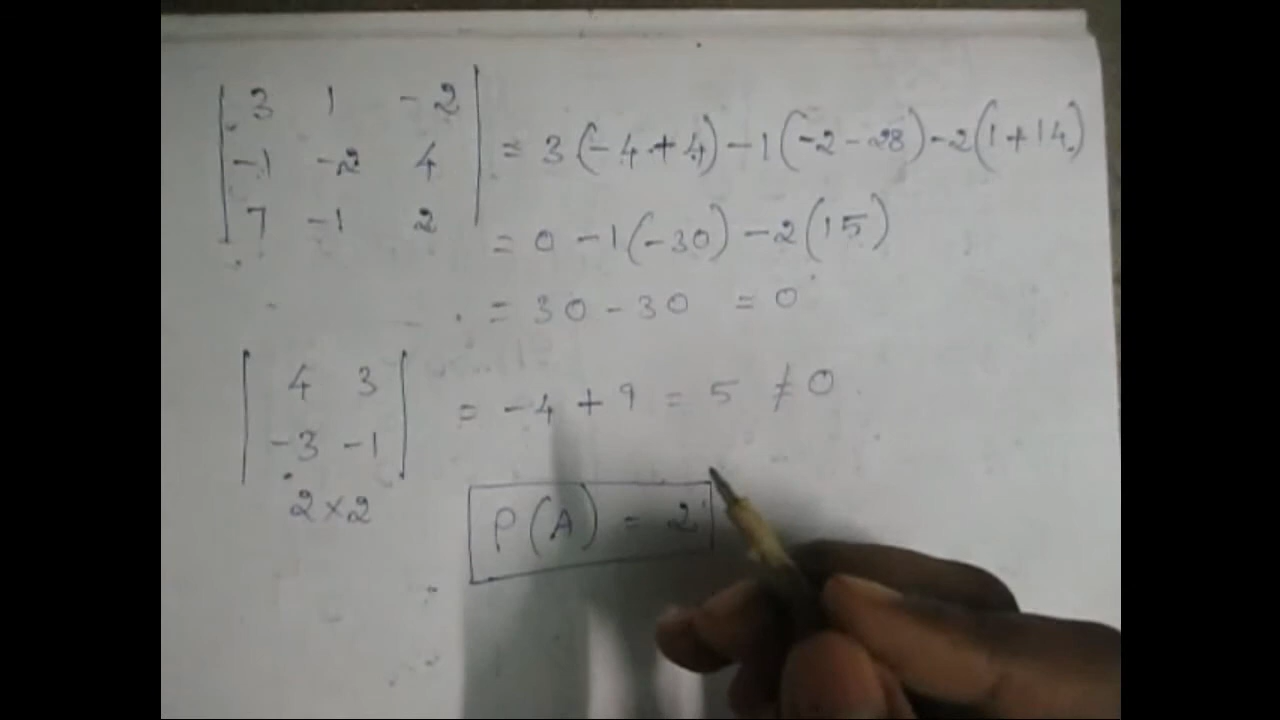 | 3 1 -2 |
| -1 -2 4 | = 3(-4+4) -1(-2-28) -2(1+14)
| 7 -1 2 |
= 0 -1(-30) -2(15)
= 30 - 30 = 0
| 4 3 |
| -3 -1 | = -4 + 9 = 5 ≠ 0
2×2
ρ(A) = 2